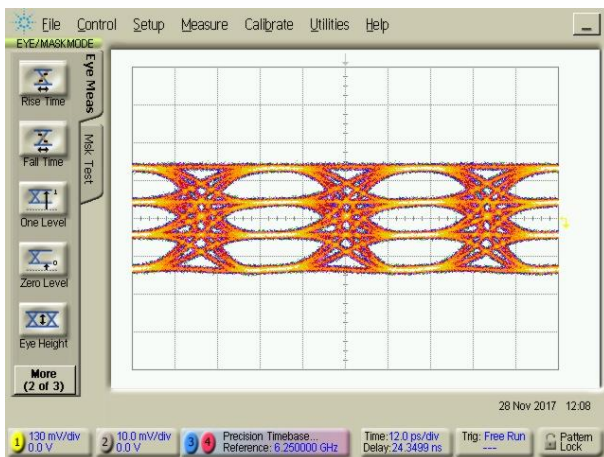 File Control Setup Measure Calibrate Utilities Help
EYE/MASKMODE
Eye Meas
Msk Test
Rise Time
Fall Time
One Level
Zero Level
Eye Height
More
(2 of 3)
28 Nov 2017 12:08
1 130 mV/div
0.0 V
2 10.0 mV/div
0.0 V
3 4 Precision Timebase...
Reference: 6.250000 GHz
Time:12.0 ps/div
Delay:24.3499 ns
Trig: Free Run
---
Pattern
Lock